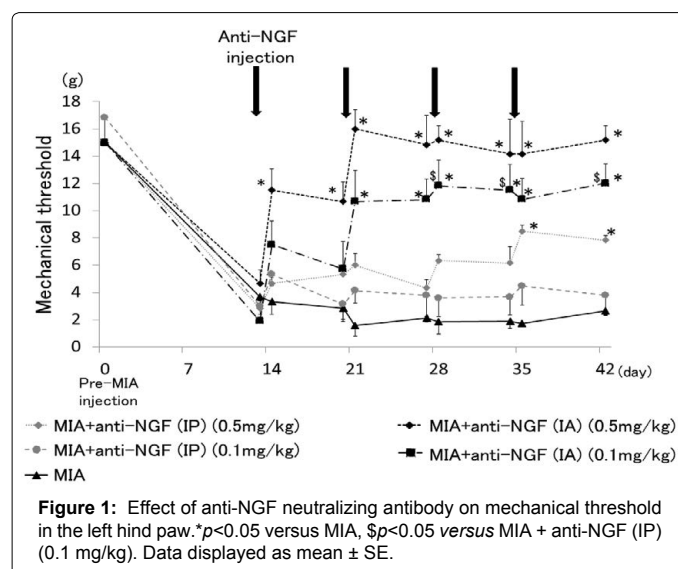 Anti-NGF
injection
(g)
18
16
14
12
10
8
6
4
2
0
Mechanical threshold
* * * * * * * *
* * $ * $ * * $ *
* *
0 7 14 21 28 35 42 (day)
Pre-MIA
injection
MIA+anti-NGF (IP) (0.5mg/kg) MIA+anti-NGF (IA) (0.5mg/kg)
MIA+anti-NGF (IP) (0.1mg/kg) MIA+anti-NGF (IA) (0.1mg/kg)
MIA
Figure 1: Effect of anti-NGF neutralizing antibody on mechanical threshold
in the left hind paw.*p<0.05 versus MIA, $p<0.05 versus MIA + anti-NGF (IP)
(0.1 mg/kg). Data displayed as mean ± SE.